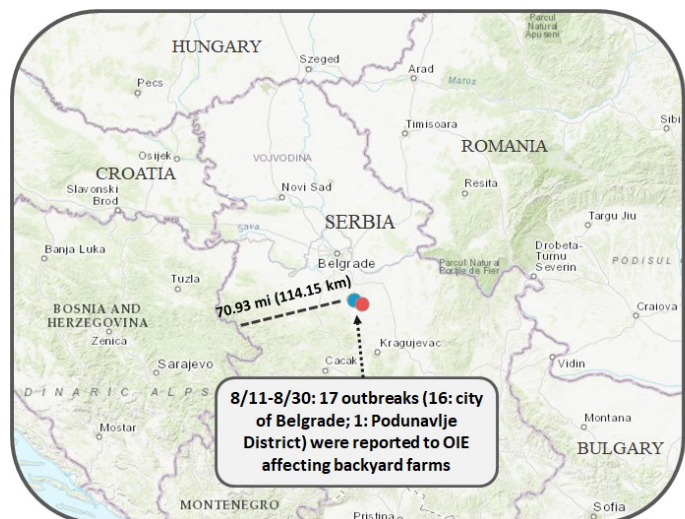 Parcul
Natural
Apuseni
HUNGARY
Szeged
Arad
Maros
Pecs
Sibi
Timisoara
ROMANIA
Osijek
VOJVODINA
CROATIA
Resita
Slavonski
Brod
Novi Sad
Targu Jiu
SERBIA
Sava
Banja Luka
Belgrade
Parcul Natural
Porțile de Fier
Drobeta-
Turnu
Severin
PODISUL
Tuzla
70.93 mi (114.15 km)
BOSNIA AND
HERZEGOVINA
Craiova
Zenica
Kragujevac
Vidin
Sarajevo
Cacak
DINARIC ALPS
8/11-8/30: 17 outbreaks (16: city
of Belgrade; 1: Podunavlje
District) were reported to OIE
affecting backyard farms
Mostar
Montana
BULGARY
MONTENEGRO
Pristina
Sofia